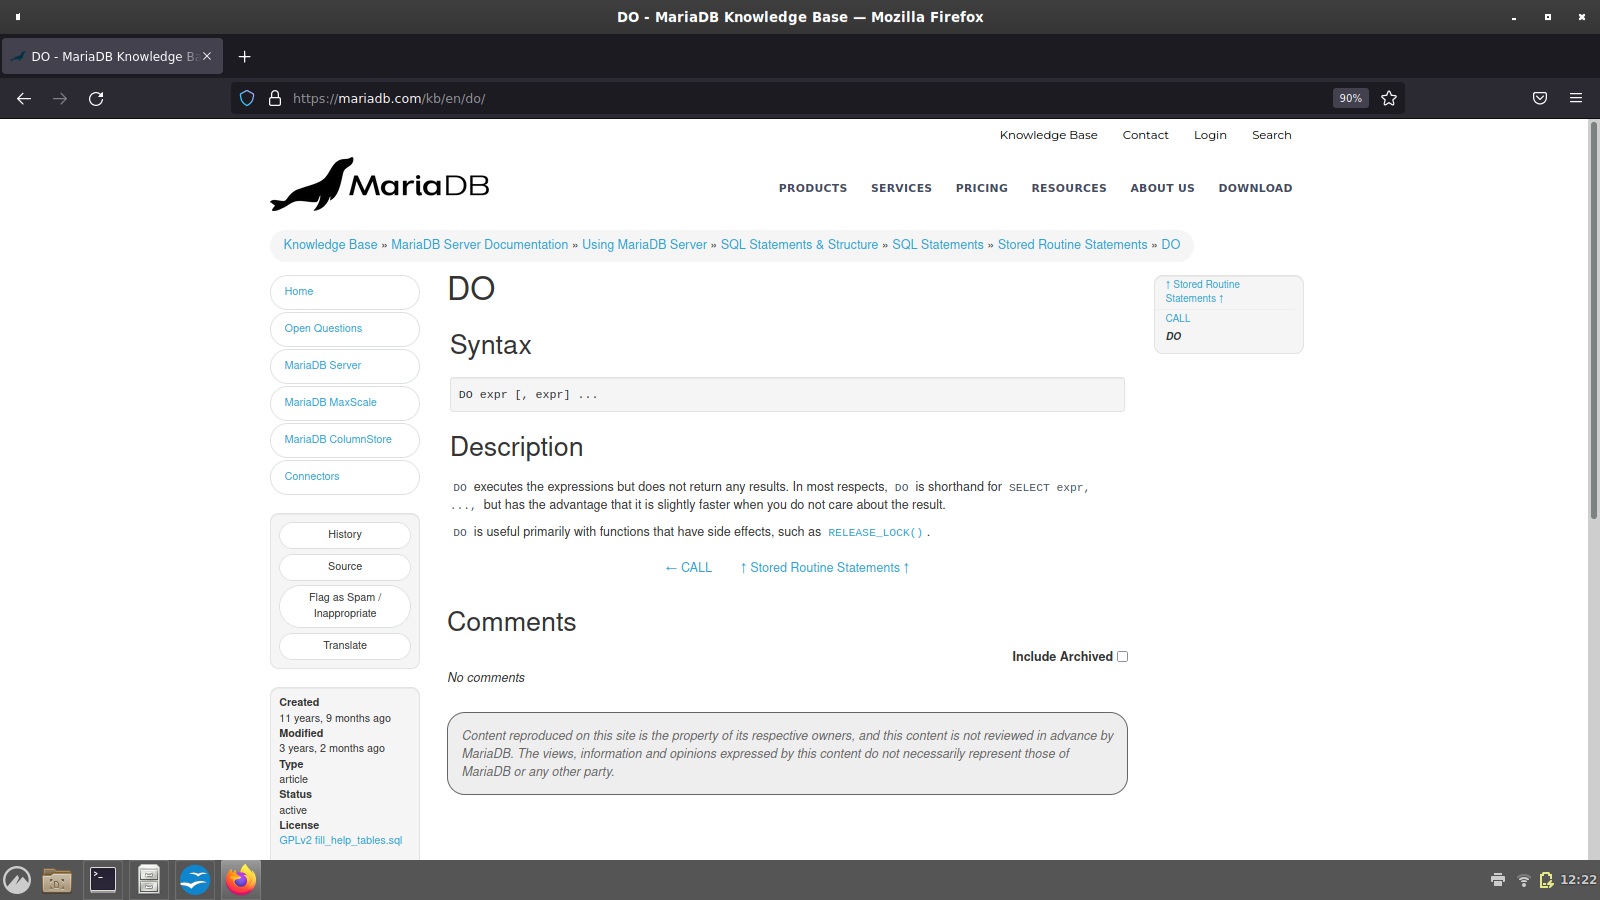 DO - MariaDB Knowledge Base — Mozilla Firefox
DO - MariaDB Knowledge Ba
https://mariadb.com/kb/en/do/
90%
Knowledge Base Contact Login Search
MariaDB
PRODUCTS SERVICES PRICING RESOURCES ABOUT US DOWNLOAD
Knowledge Base » MariaDB Server Documentation » Using MariaDB Server » SQL Statements & Structure » SQL Statements » Stored Routine Statements » DO
Home
Open Questions
MariaDB Server
MariaDB MaxScale
MariaDB ColumnStore
Connectors
History
Source
Flag as Spam /
Inappropriate
Translate
Created
11 years, 9 months ago
Modified
3 years, 2 months ago
Type
article
Status
active
License
GPLv2 fill_help_tables.sql
DO
Syntax
DO expr [, expr] ...
Description
DO executes the expressions but does not return any results. In most respects, DO is shorthand for SELECT expr,
..., but has the advantage that it is slightly faster when you do not care about the result.
DO is useful primarily with functions that have side effects, such as RELEASE_LOCK() .
← CALL ↑ Stored Routine Statements ↑
Comments
Include Archived
No comments
Content reproduced on this site is the property of its respective owners, and this content is not reviewed in advance by
MariaDB. The views, information and opinions expressed by this content do not necessarily represent those of
MariaDB or any other party.
↑ Stored Routine
Statements ↑
CALL
DO
12:22